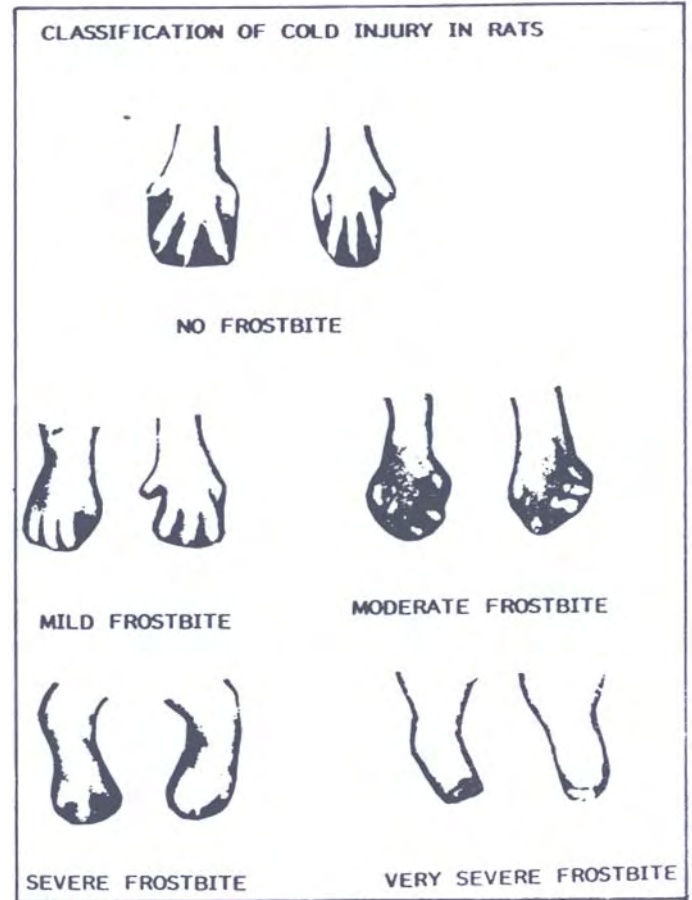 CLASSIFICATION OF COLD INJURY IN RATS
NO FROSTBITE
MILD FROSTBITE
MODERATE FROSTBITE
SEVERE FROSTBITE
VERY SEVERE FROSTBITE